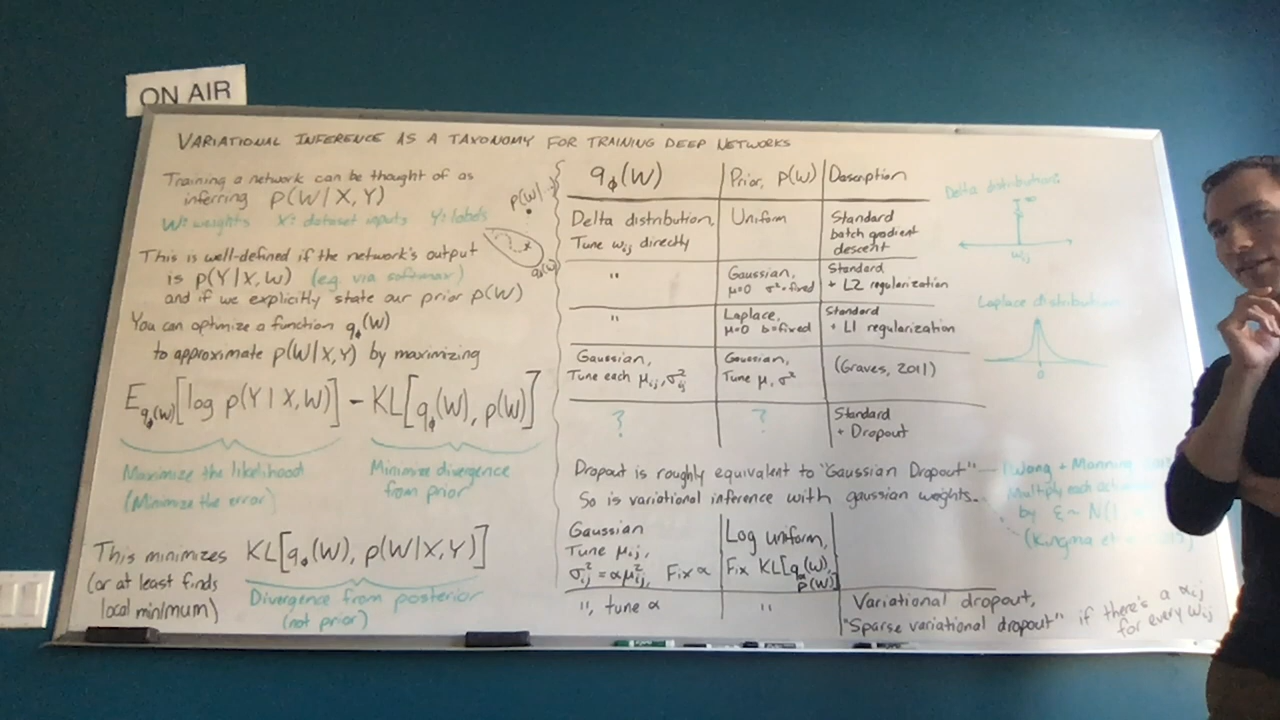 ON AIR
VARIATIONAL INFERENCE AS A TAXONOMY FOR TRAINING DEEP NETWORKS
Training a network can be thought of as
inferring p(W|X,Y)
W: weights X: dataset inputs Y: labels
This is well-defined if the network's output
is p(Y|X,W) (e.g. via softmax)
and if we explicitly state our prior p(W)
You can optimize a function qϕ(W)
to approximate p(W|X,Y) by maximizing
Eqϕ(W)[log p(Y|X,W)] - KL[qϕ(W), p(W)]
Maximize the likelihood
(Minimize the error)
Minimize divergence
from prior
This minimizes KL[qϕ(W), p(W|X,Y)]
(or at least finds
local minimum)
Divergence from posterior
(not prior)
p(W|
qϕ(W)
qϕ(W) Prior, p(W) Description
Delta distribution, Uniform Standard
Tune wij directly batch gradient
descent
" Gaussian, Standard
μ=0 σ²=fixed + L2 regularization
" Laplace, Standard
μ=0 b=fixed + L1 regularization
Gaussian, Gaussian, (Graves, 2011)
Tune each μij, σ²ij Tune μ, σ²
? ? Standard
+ Dropout
Dropout is roughly equivalent to "Gaussian Dropout"
So is variational inference with gaussian weights.
Gaussian Log uniform,
Tune μij, Fix KL[qϕ(W),
σ²ij = αμ²ij, Fix α p(W)]
", tune α " Variational dropout,
"Sparse variational dropout" if there's a αij
for every wij
Delta distribution:
∞
wij
Laplace distribution:
0
Wang + Manning
Multiply each
by ε~ N(1
(Kingma et